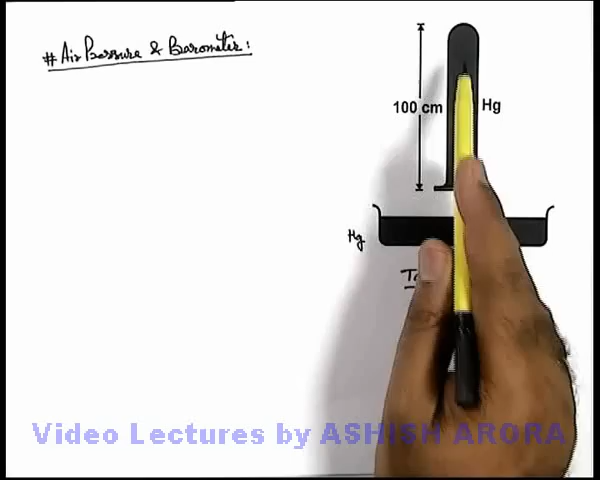 # Air Pressure & Barometer:
100 cm
Hg
Hg
Video Lectures by ASHISH ARORA